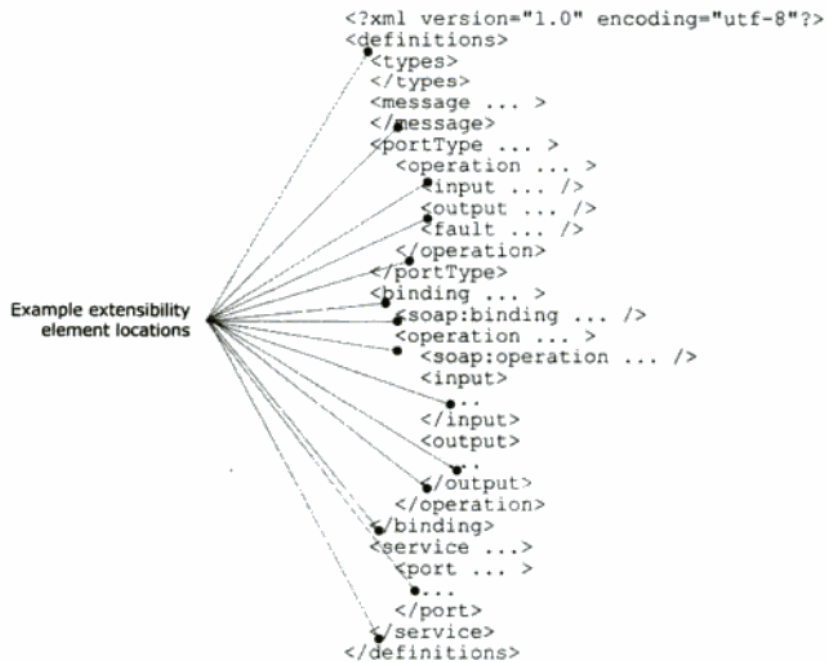 <?xml version="1.0" encoding="utf-8"?>
<definitions>
<types>
</types>
<message ... >
</message>
<portType ... >
<operation ... >
<input ... />
<output ... />
<fault ... />
</operation>
</portType>
<binding ... >
<soap:binding ... />
<operation ... >
<soap:operation ... />
<input>
...
</input>
<output>
...
</output>
</operation>
</binding>
<service ...>
<port ... >
...
</port>
</service>
</definitions>
Example extensibility
element locations